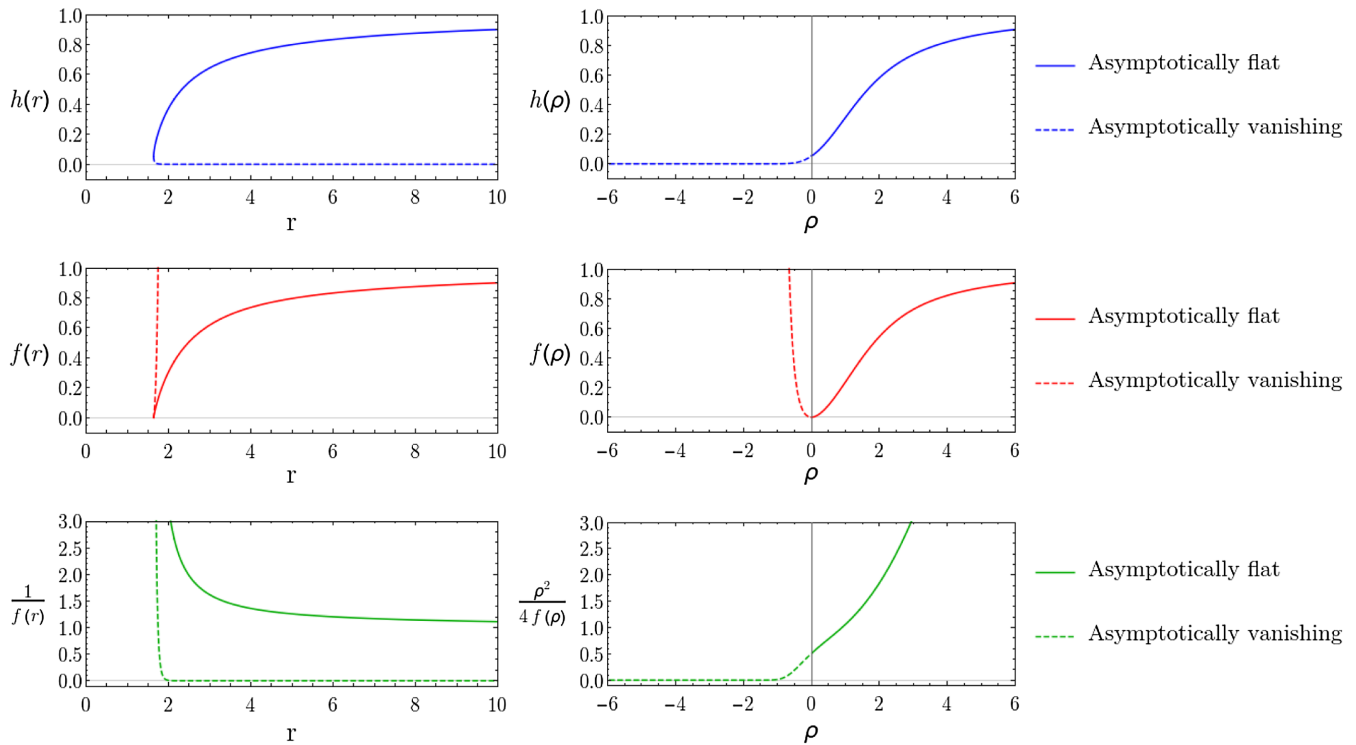 h(r)
1.0
0.8
0.6
0.4
0.2
0.0
0 2 4 6 8 10
r
h(ρ)
1.0
0.8
0.6
0.4
0.2
0.0
−6 −4 −2 0 2 4 6
ρ
Asymptotically flat
Asymptotically vanishing
f(r)
1.0
0.8
0.6
0.4
0.2
0.0
0 2 4 6 8 10
r
f(ρ)
1.0
0.8
0.6
0.4
0.2
0.0
−6 −4 −2 0 2 4 6
ρ
Asymptotically flat
Asymptotically vanishing
1
f(r)
3.0
2.5
2.0
1.5
1.0
0.5
0.0
0 2 4 6 8 10
r
ρ²
4 f(ρ)
3.0
2.5
2.0
1.5
1.0
0.5
0.0
−6 −4 −2 0 2 4 6
ρ
Asymptotically flat
Asymptotically vanishing